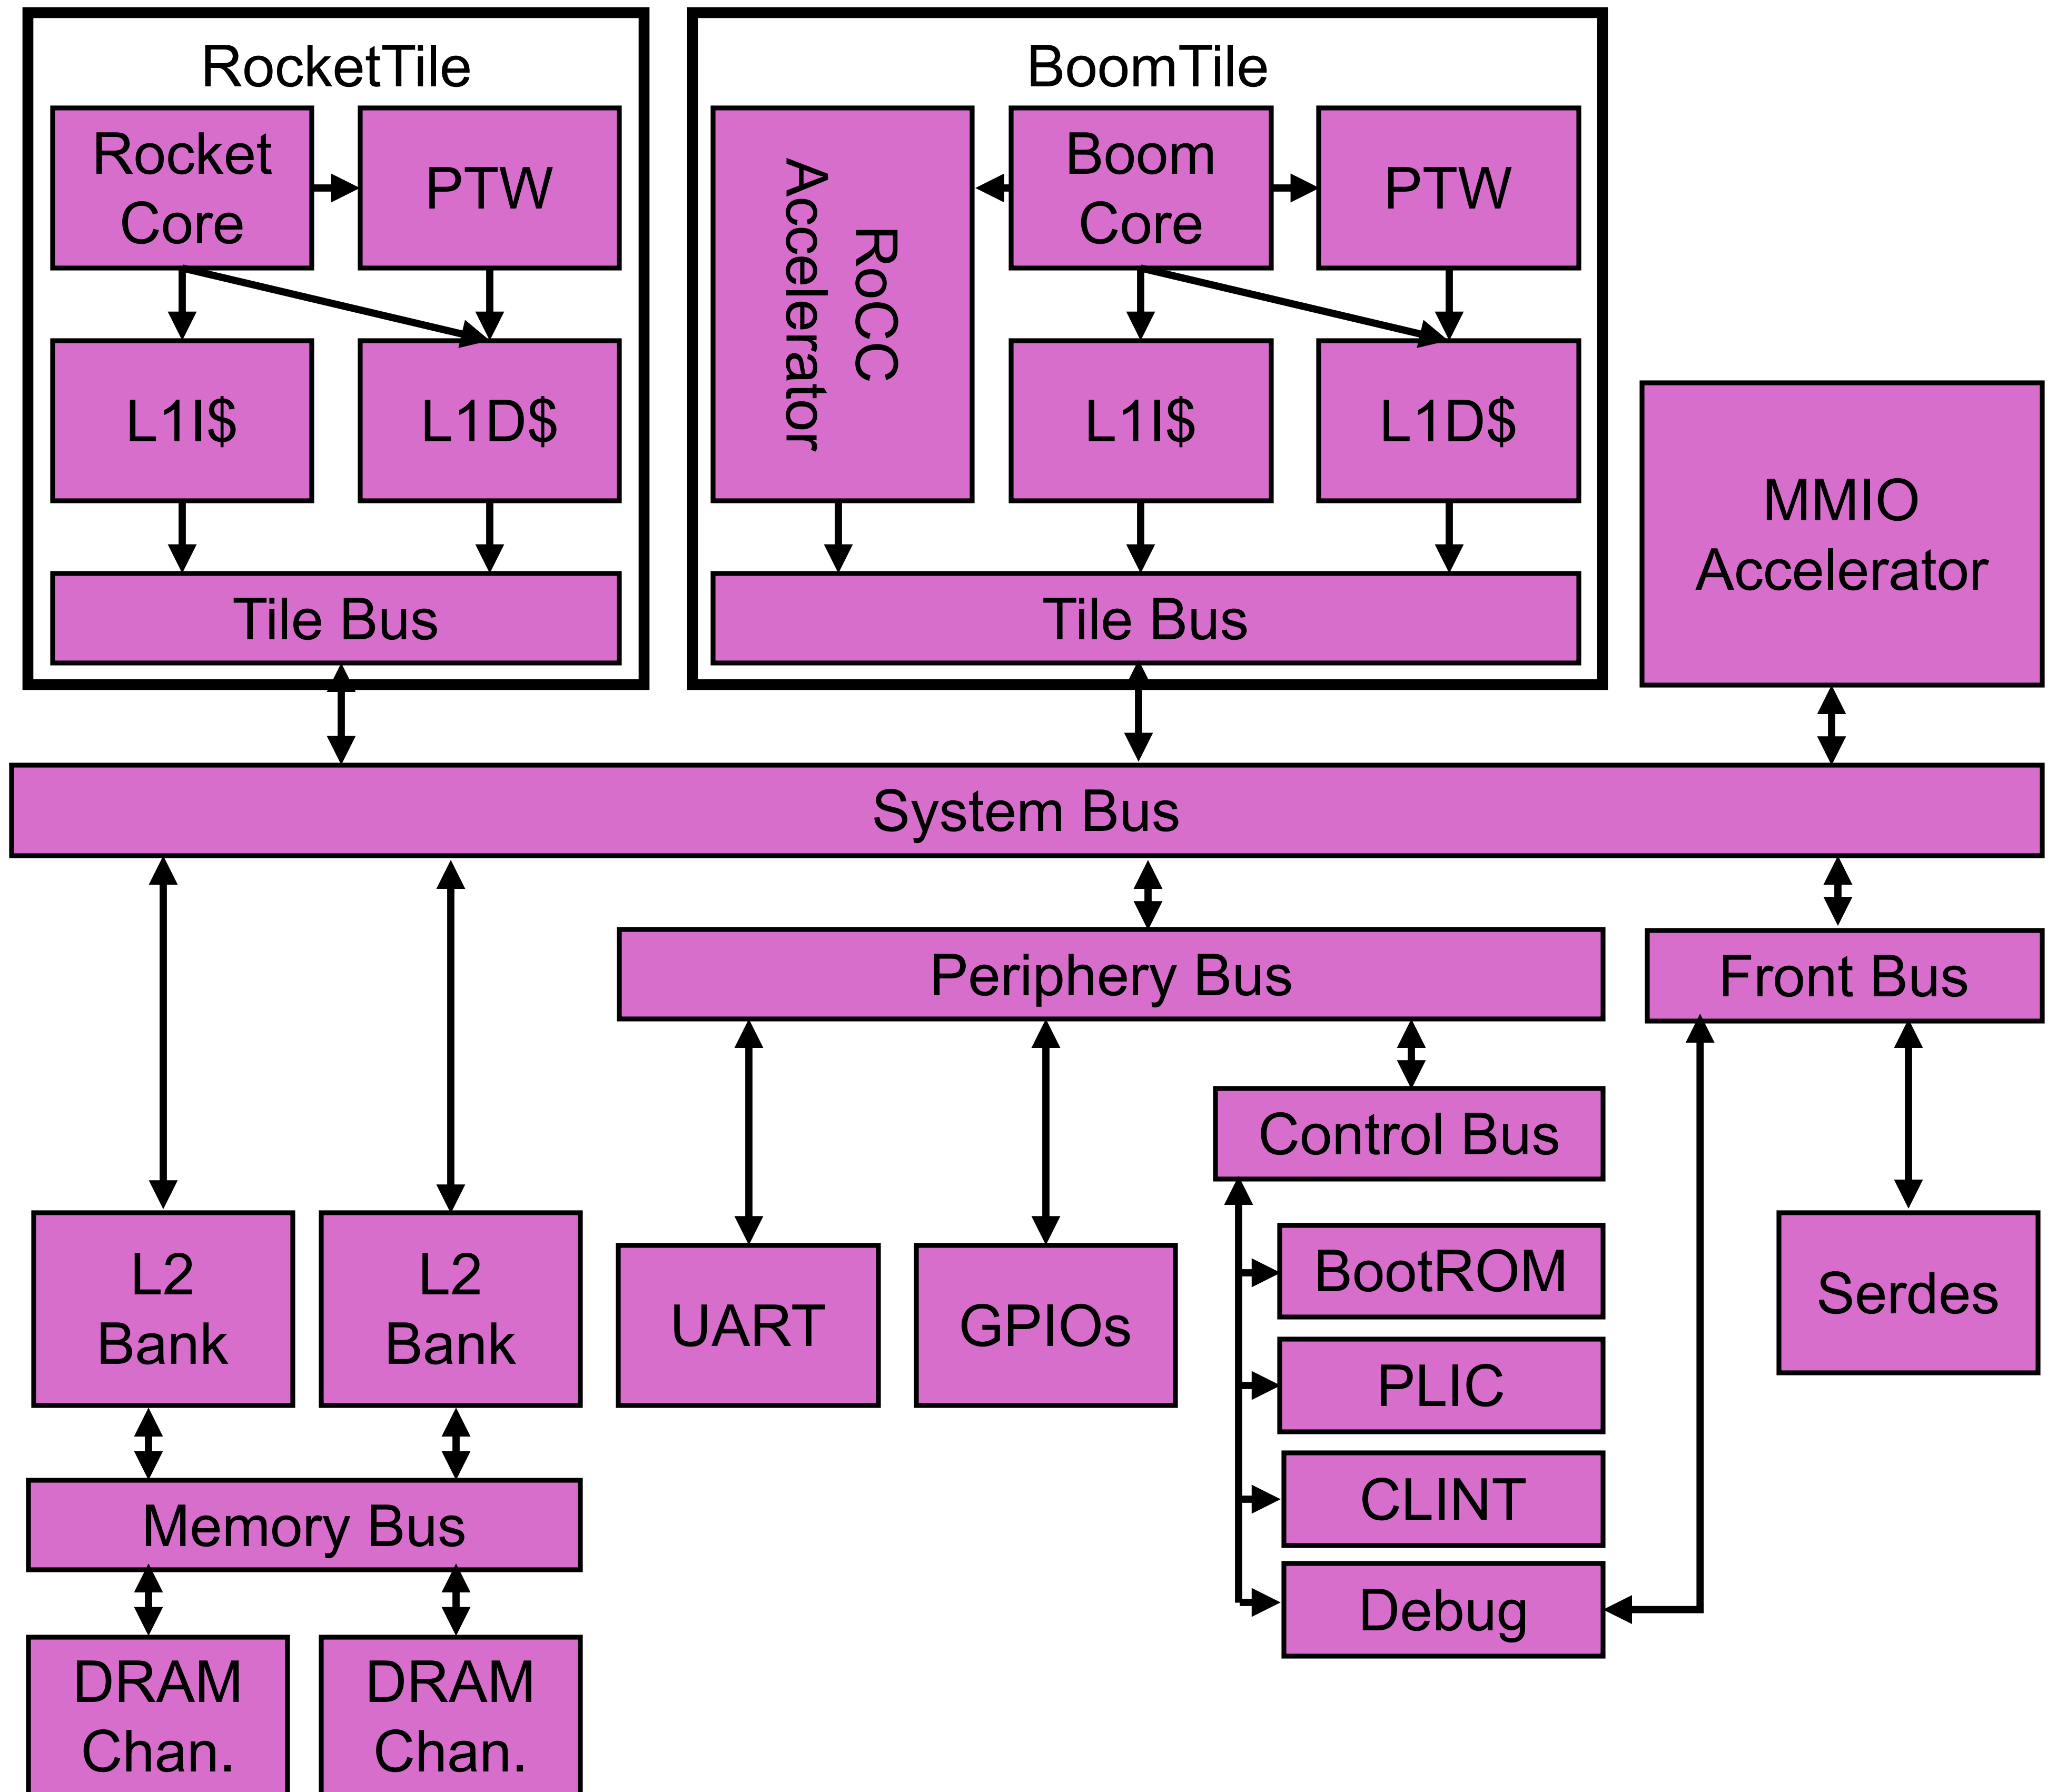 RocketTile
Rocket
Core
PTW
L1I$
L1D$
Tile Bus
BoomTile
RoCC
Accelerator
Boom
Core
PTW
L1I$
L1D$
Tile Bus
MMIO
Accelerator
System Bus
Periphery Bus
Front Bus
Control Bus
L2
Bank
L2
Bank
UART
GPIOs
BootROM
PLIC
CLINT
Debug
Serdes
Memory Bus
DRAM
Chan.
DRAM
Chan.